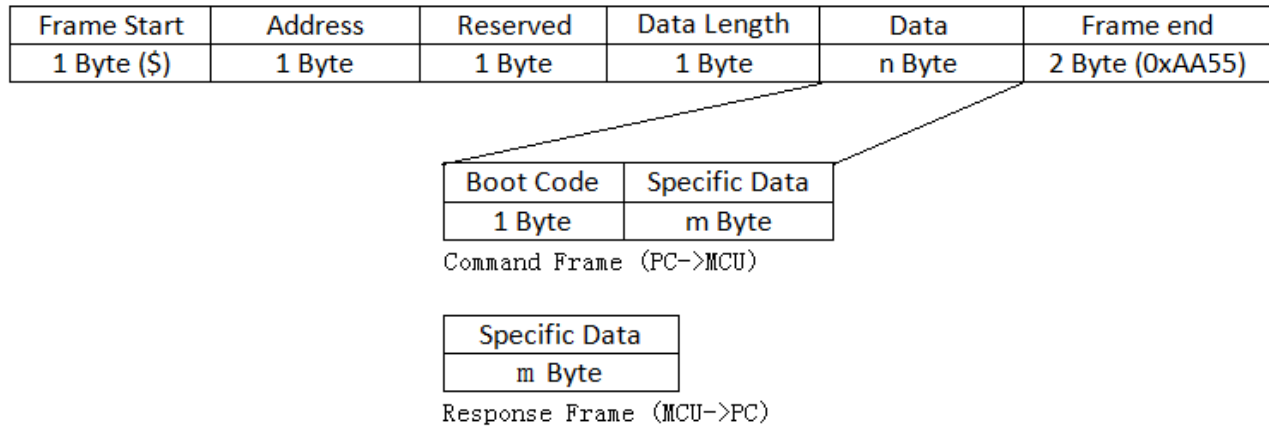 Frame Start Address Reserved Data Length Data Frame end
1 Byte ($) 1 Byte 1 Byte 1 Byte n Byte 2 Byte (0xAA55)
Boot Code Specific Data
1 Byte m Byte
Command Frame (PC->MCU)
Specific Data
m Byte
Response Frame (MCU->PC)